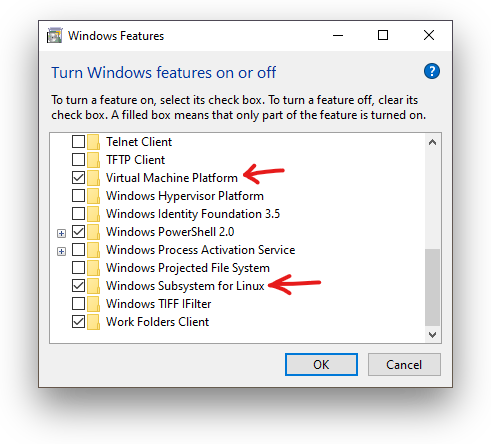 Windows Features
Turn Windows features on or off
To turn a feature on, select its check box. To turn a feature off, clear its
check box. A filled box means that only part of the feature is turned on.
Telnet Client
TFTP Client
Virtual Machine Platform
Windows Hypervisor Platform
Windows Identity Foundation 3.5
Windows PowerShell 2.0
Windows Process Activation Service
Windows Projected File System
Windows Subsystem for Linux
Windows TIFF IFilter
Work Folders Client
OK Cancel